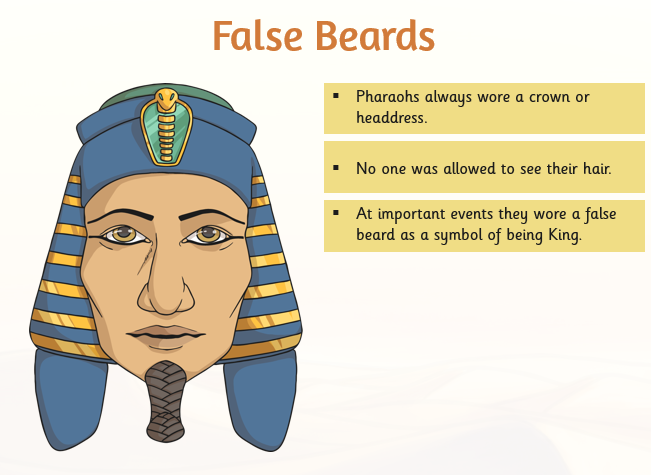 False Beards
▪ Pharaohs always wore a crown or
headdress.
▪ No one was allowed to see their hair.
▪ At important events they wore a false
beard as a symbol of being King.